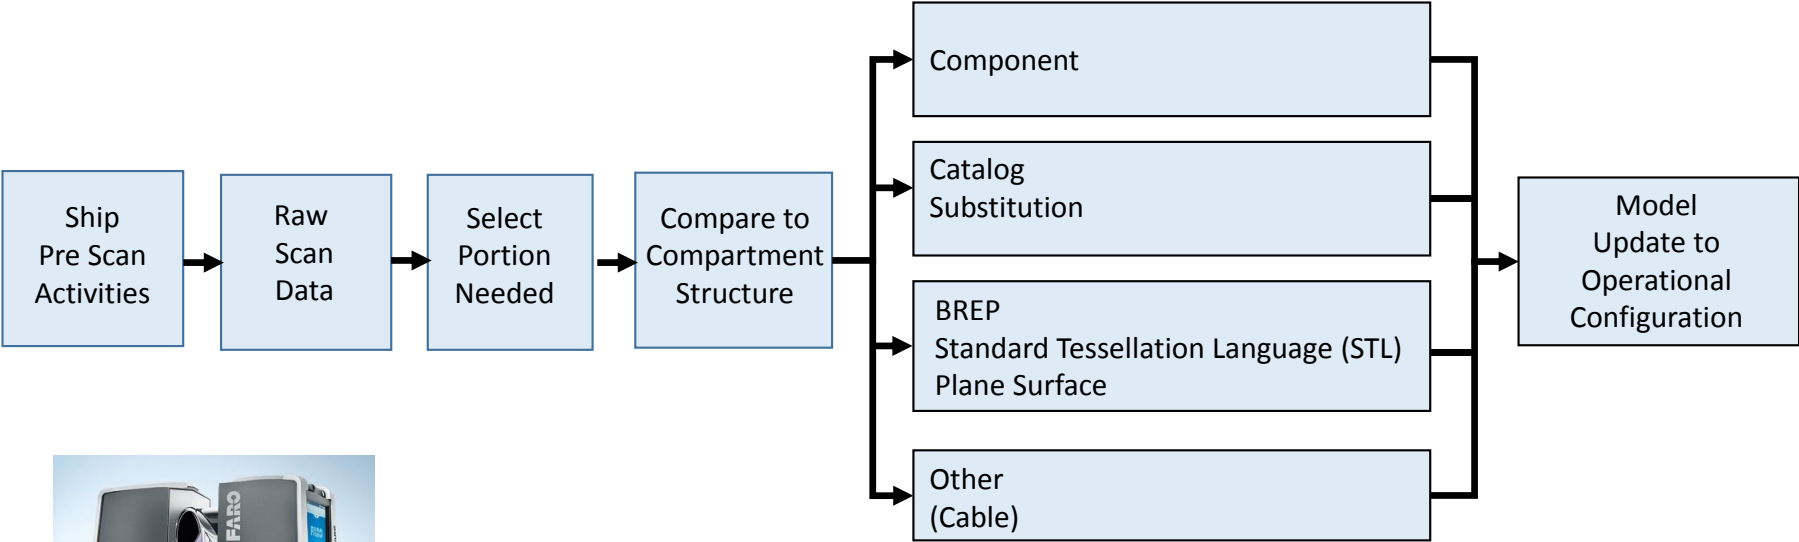 Ship
Pre Scan
Activities
Raw
Scan
Data
Select
Portion
Needed
Compare to
Compartment
Structure
Component
Catalog
Substitution
BREP
Standard Tessellation Language (STL)
Plane Surface
Other
(Cable)
Model
Update to
Operational
Configuration
FARO